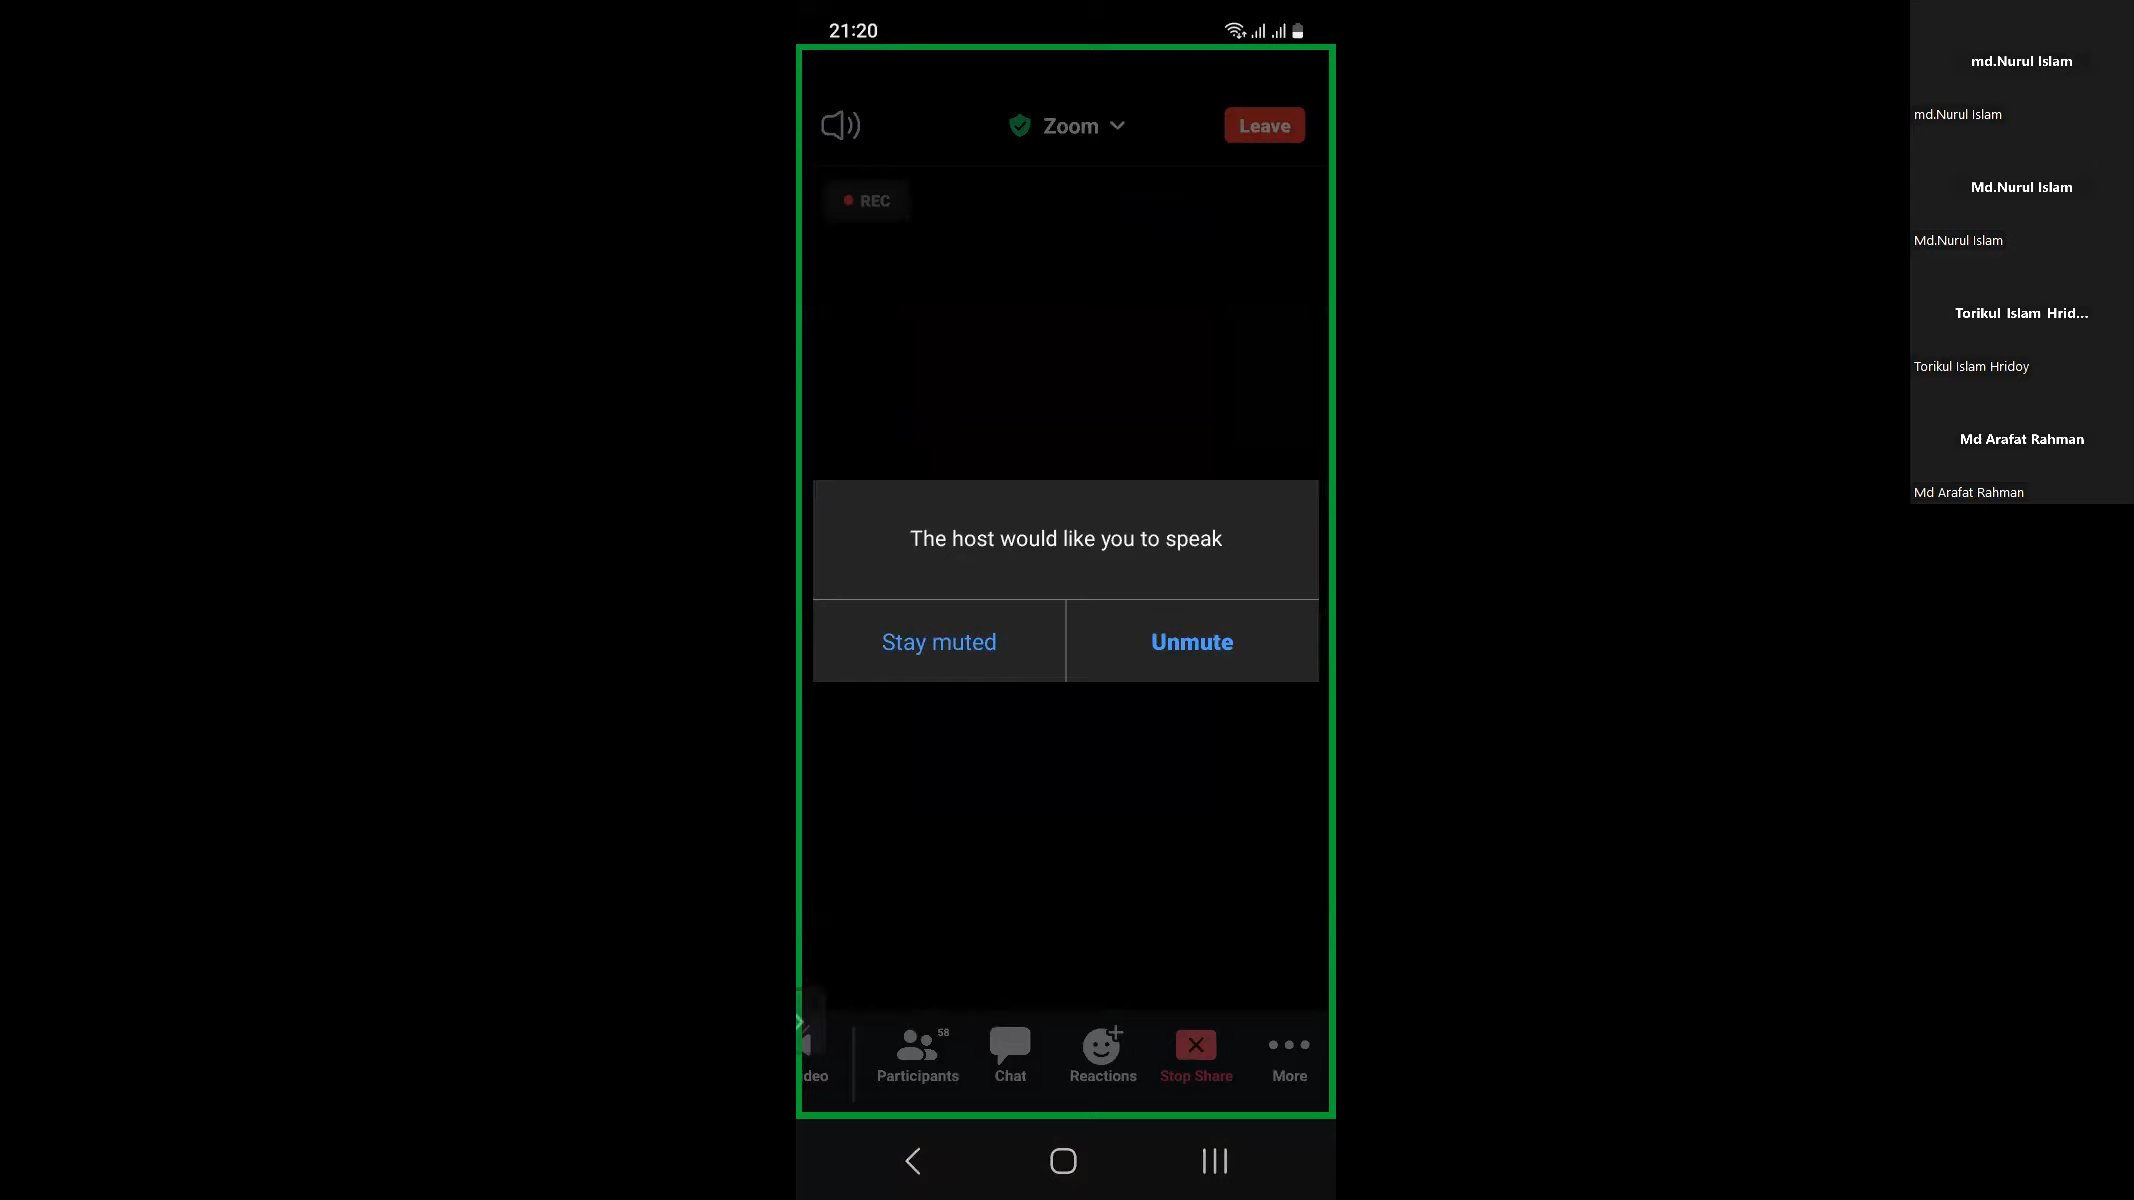 21:20
Zoom
Leave
REC
The host would like you to speak
Stay muted
Unmute
58
deo
Participants
Chat
Reactions
Stop Share
More
md.Nurul Islam
md.Nurul Islam
Md.Nurul Islam
Md.Nurul Islam
Torikul Islam Hrid...
Torikul Islam Hridoy
Md Arafat Rahman
Md Arafat Rahman